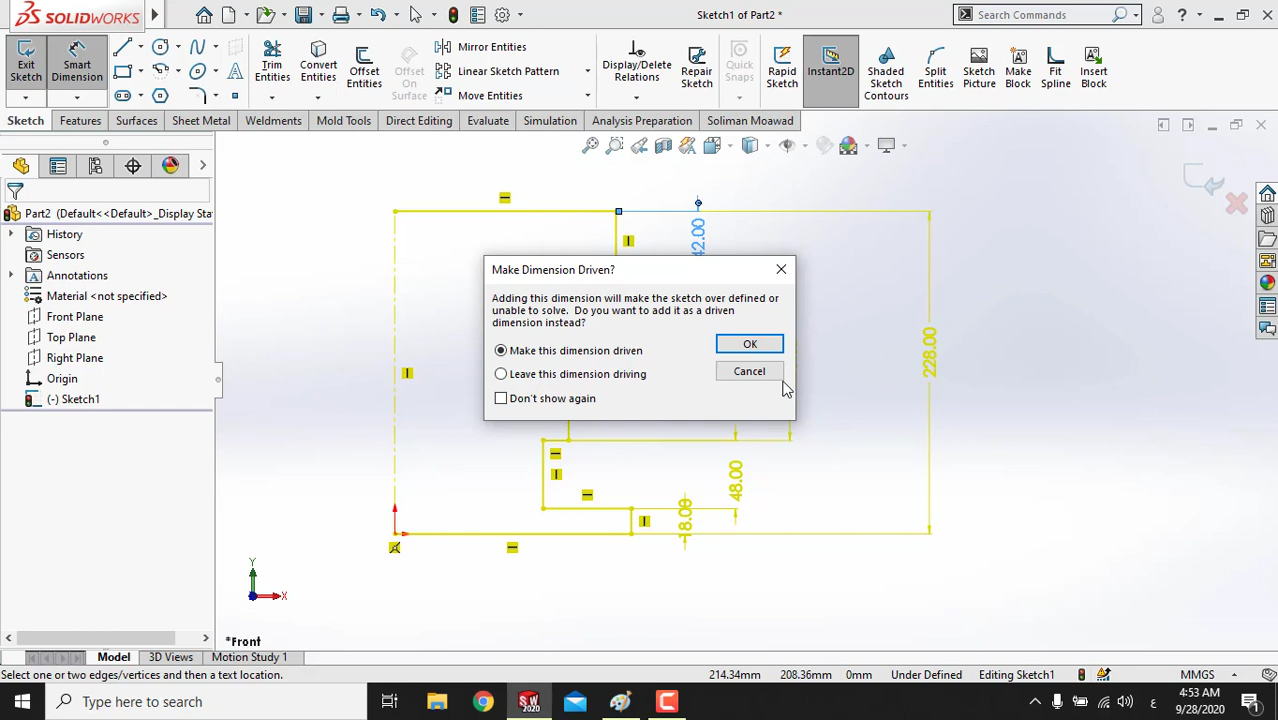 SOLIDWORKS
Sketch1 of Part2 *
Search Commands
?
Exit Sketch
Smart Dimension
Trim Entities
Convert Entities
Offset Entities
Offset On Surface
Mirror Entities
Linear Sketch Pattern
Move Entities
Display/Delete Relations
Repair Sketch
Quick Snaps
Rapid Sketch
Instant2D
Shaded Sketch Contours
Split Entities
Sketch Picture
Make Block
Fit Spline
Insert Block
Sketch
Features
Surfaces
Sheet Metal
Weldments
Mold Tools
Direct Editing
Evaluate
Simulation
Analysis Preparation
Soliman Moawad
Part2 (Default<<Default>_Display Sta
History
Sensors
Annotations
Material <not specified>
Front Plane
Top Plane
Right Plane
Origin
(-) Sketch1
42.00
228.00
48.00
18.00
Make Dimension Driven?
Adding this dimension will make the sketch over defined or
unable to solve. Do you want to add it as a driven
dimension instead?
Make this dimension driven
OK
Leave this dimension driving
Cancel
Don't show again
Y
X
*Front
Model
3D Views
Motion Study 1
Select one or two edges/vertices and then a text location.
214.34mm
208.36mm
0mm
Under Defined
Editing Sketch1
MMGS
Type here to search
SW
2020
ع
4:53 AM
9/28/2020
1